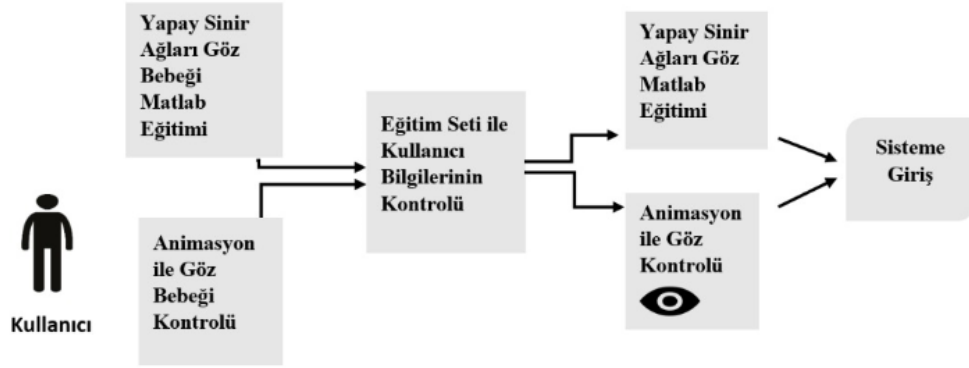 Yapay Sinir
Ağları Göz
Bebeği
Matlab
Eğitimi
Animasyon
ile Göz
Bebeği
Kontrolü
Kullanıcı
Eğitim Seti ile
Kullanıcı
Bilgilerinin
Kontrolü
Yapay Sinir
Ağları Göz
Matlab
Eğitimi
Animasyon
ile Göz
Kontrolü
Sisteme
Giriş